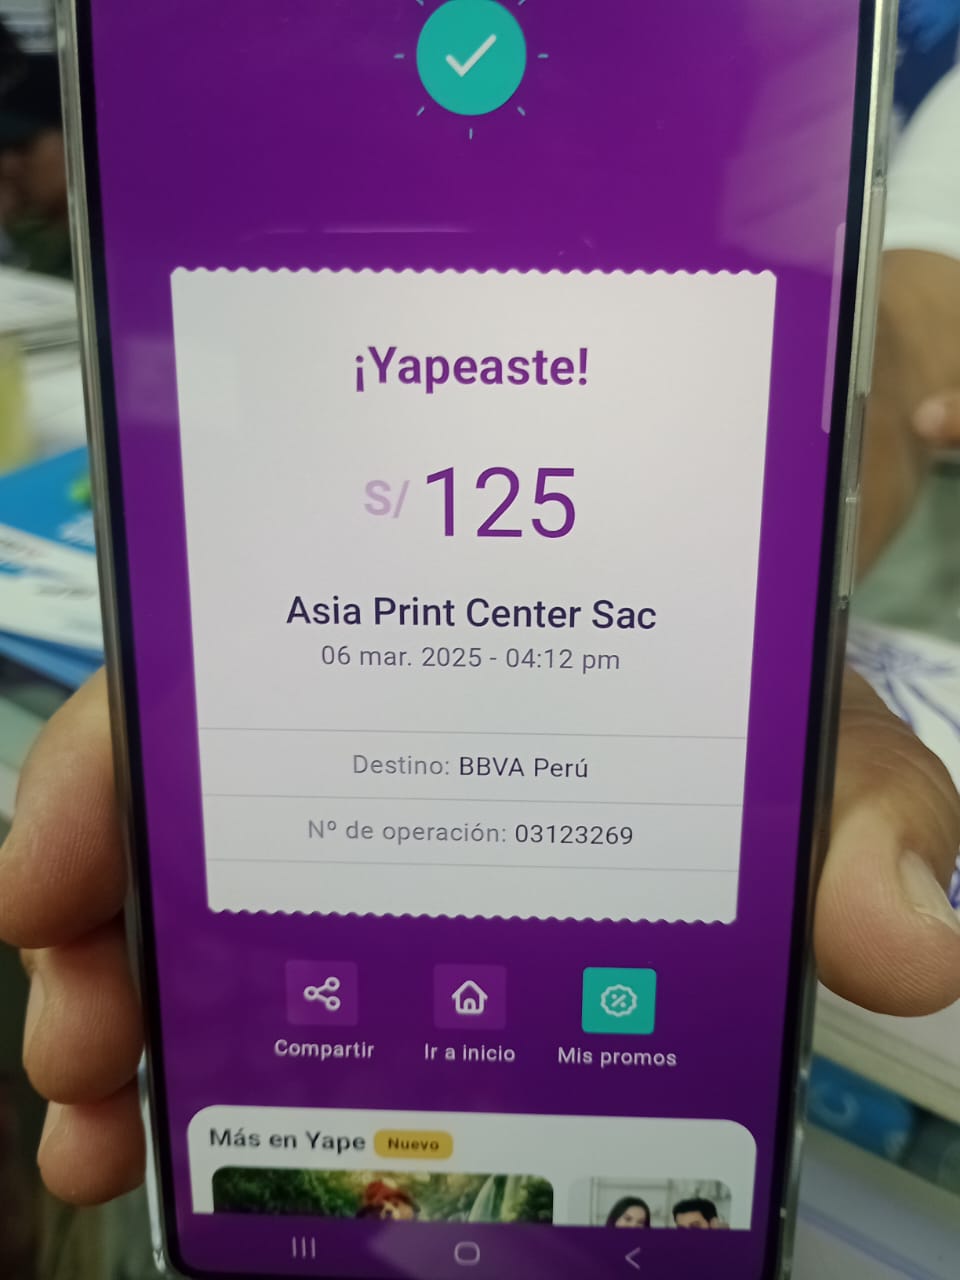 ¡Yapeaste!
S/ 125
Asia Print Center Sac
06 mar. 2025 - 04:12 pm
Destino: BBVA Perú
Nº de operación: 03123269
Compartir
Ir a inicio
Mis promos
Más en Yape Nuevo